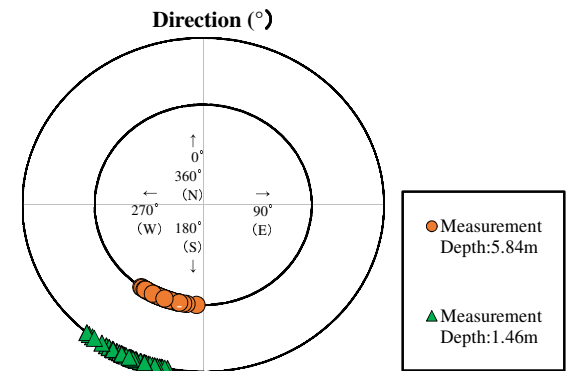 Direction (°)
↑
0°
360°
(N)
←
→
270°
(W)
90°
(E)
180°
(S)
↓
Measurement
Depth:5.84m
Measurement
Depth:1.46m